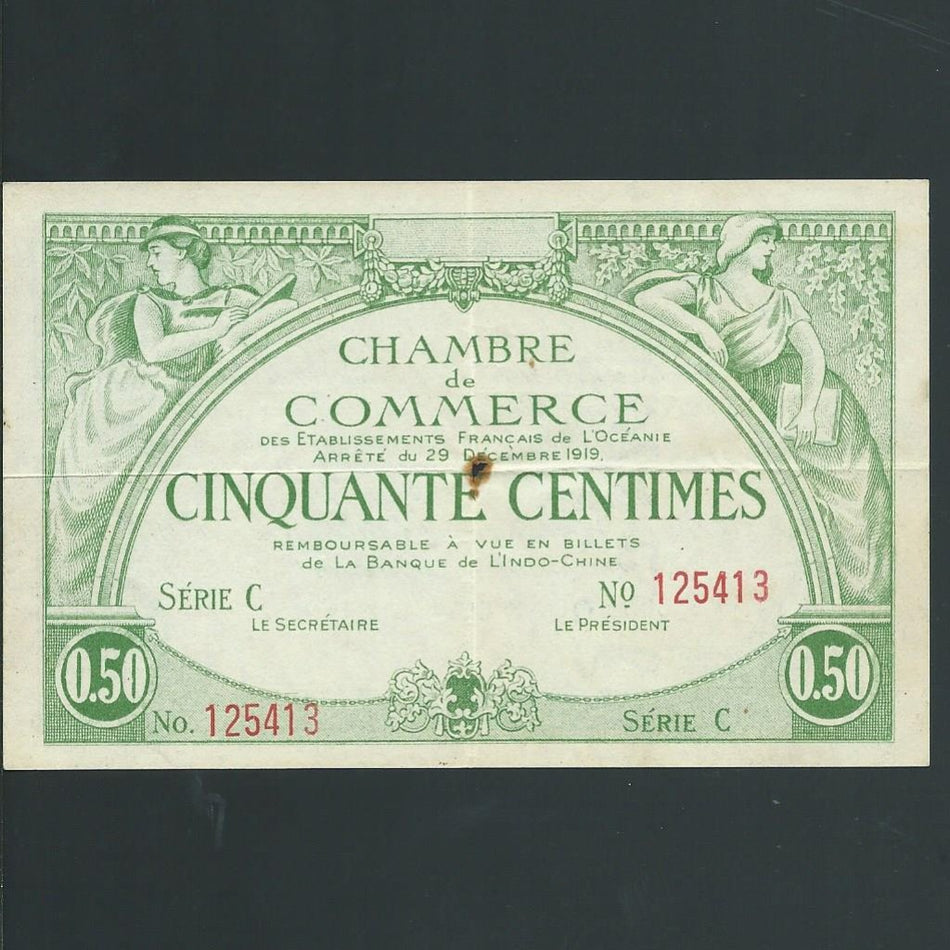 CHAMBRE
de
COMMERCE
DES ETABLISSEMENTS FRANCAIS de L'OCÉANIE
ARRÊTÉ du 29 DÉCEMBRE 1919.
CINQUANTE CENTIMES
REMBOURSABLE À VUE EN BILLETS
de LA BANQUE de L'INDO-CHINE
SÉRIE C No 125413
LE SECRÉTAIRE LE PRÉSIDENT
0.50 0.50
No. 125413 SÉRIE C